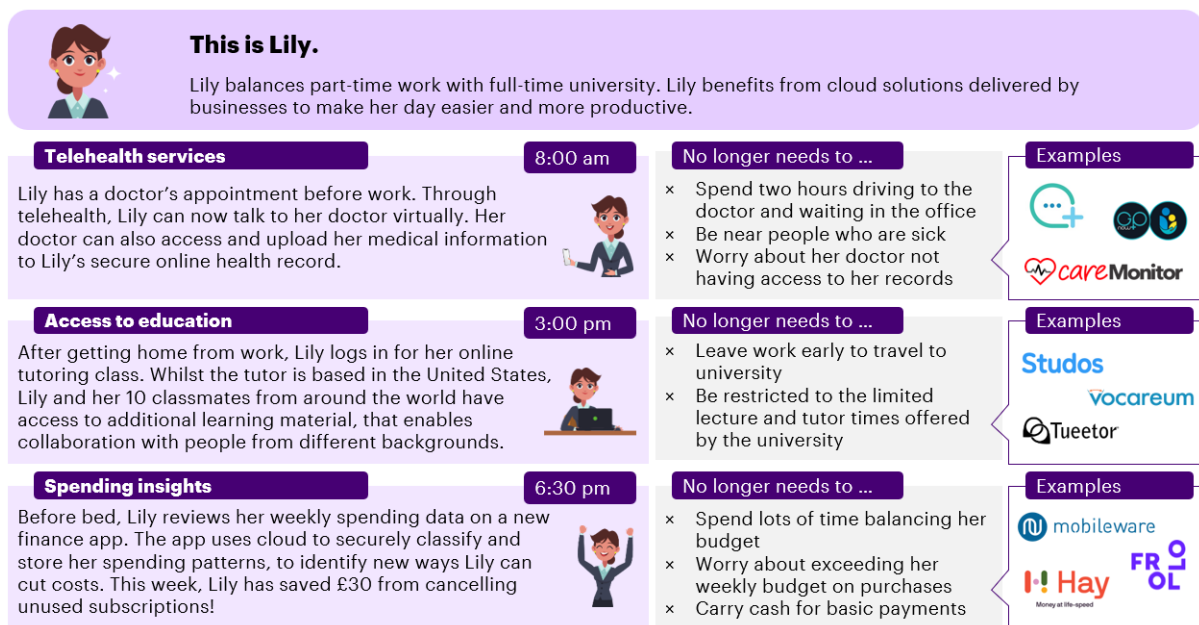 This is Lily.
Lily balances part-time work with full-time university. Lily benefits from cloud solutions delivered by
businesses to make her day easier and more productive.
Telehealth services
8:00 am
Lily has a doctor’s appointment before work. Through
telehealth, Lily can now talk to her doctor virtually. Her
doctor can also access and upload her medical information
to Lily’s secure online health record.
No longer needs to ...
× Spend two hours driving to the
doctor and waiting in the office
× Be near people who are sick
× Worry about her doctor not
having access to her records
Examples
GP
now
careMonitor
Access to education
3:00 pm
After getting home from work, Lily logs in for her online
tutoring class. Whilst the tutor is based in the United States,
Lily and her 10 classmates from around the world have
access to additional learning material, that enables
collaboration with people from different backgrounds.
No longer needs to ...
× Leave work early to travel to
university
× Be restricted to the limited
lecture and tutor times offered
by the university
Examples
Studos
vocareum
Tueetor
Spending insights
6:30 pm
Before bed, Lily reviews her weekly spending data on a new
finance app. The app uses cloud to securely classify and
store her spending patterns, to identify new ways Lily can
cut costs. This week, Lily has saved £30 from cancelling
unused subscriptions!
No longer needs to ...
× Spend lots of time balancing her
budget
× Worry about exceeding her
weekly budget on purchases
× Carry cash for basic payments
Examples
mobileware
FROLLO
Hay
Money at life-speed